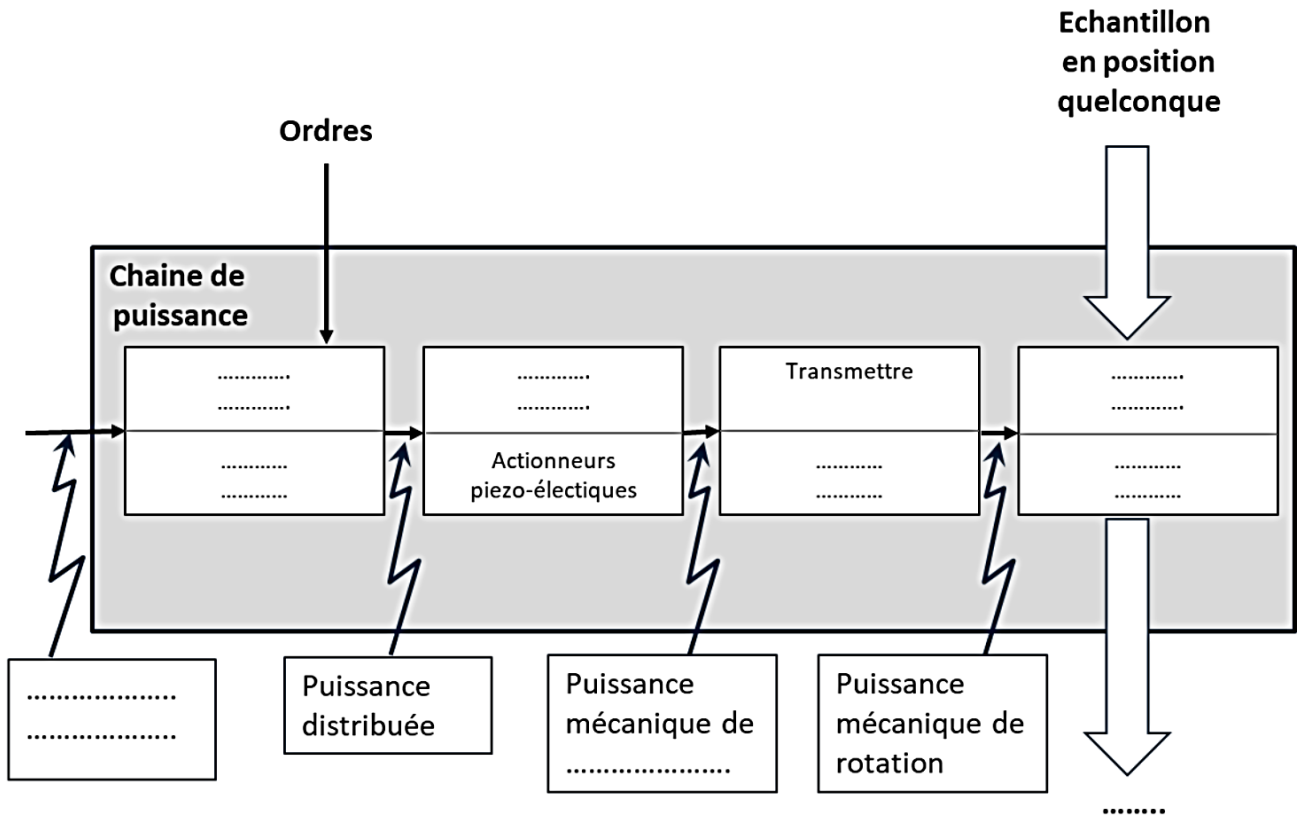 Echantillon
en position
quelconque
Ordres
Chaine de
puissance
………….
………….
…………
…………
………….
………….
Actionneurs
piezo-électiques
Transmettre
…………
…………
………….
………….
…………
…………
………………..
………………..
Puissance
distribuée
Puissance
mécanique de
………………….
Puissance
mécanique de
rotation
……..